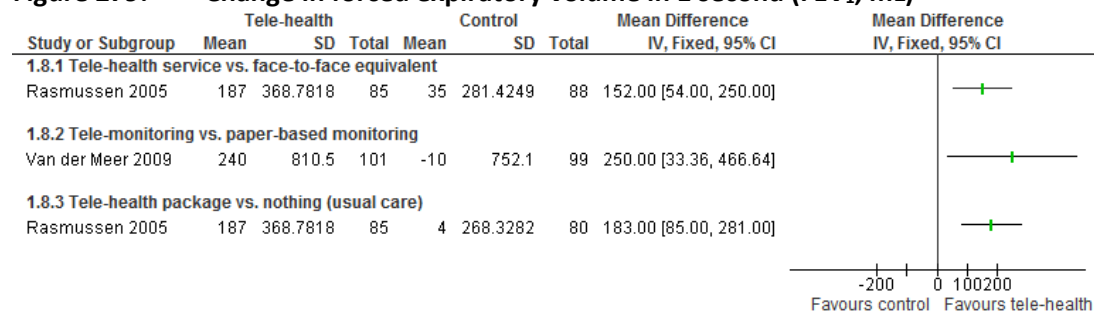 Figure Change in forced expiratory volume in 1 second (FEV₁, mL)
Tele-health Control Mean Difference Mean Difference
Study or Subgroup Mean SD Total Mean SD Total IV, Fixed, 95% CI IV, Fixed, 95% CI
1.8.1 Tele-health service vs. face-to-face equivalent
Rasmussen 2005 187 368.7818 85 35 281.4249 88 152.00 [54.00, 250.00]
1.8.2 Tele-monitoring vs. paper-based monitoring
Van der Meer 2009 240 810.5 101 -10 752.1 99 250.00 [33.36, 466.64]
1.8.3 Tele-health package vs. nothing (usual care)
Rasmussen 2005 187 368.7818 85 4 268.3282 80 183.00 [85.00, 281.00]
-200 0 100 200
Favours control Favours tele-health